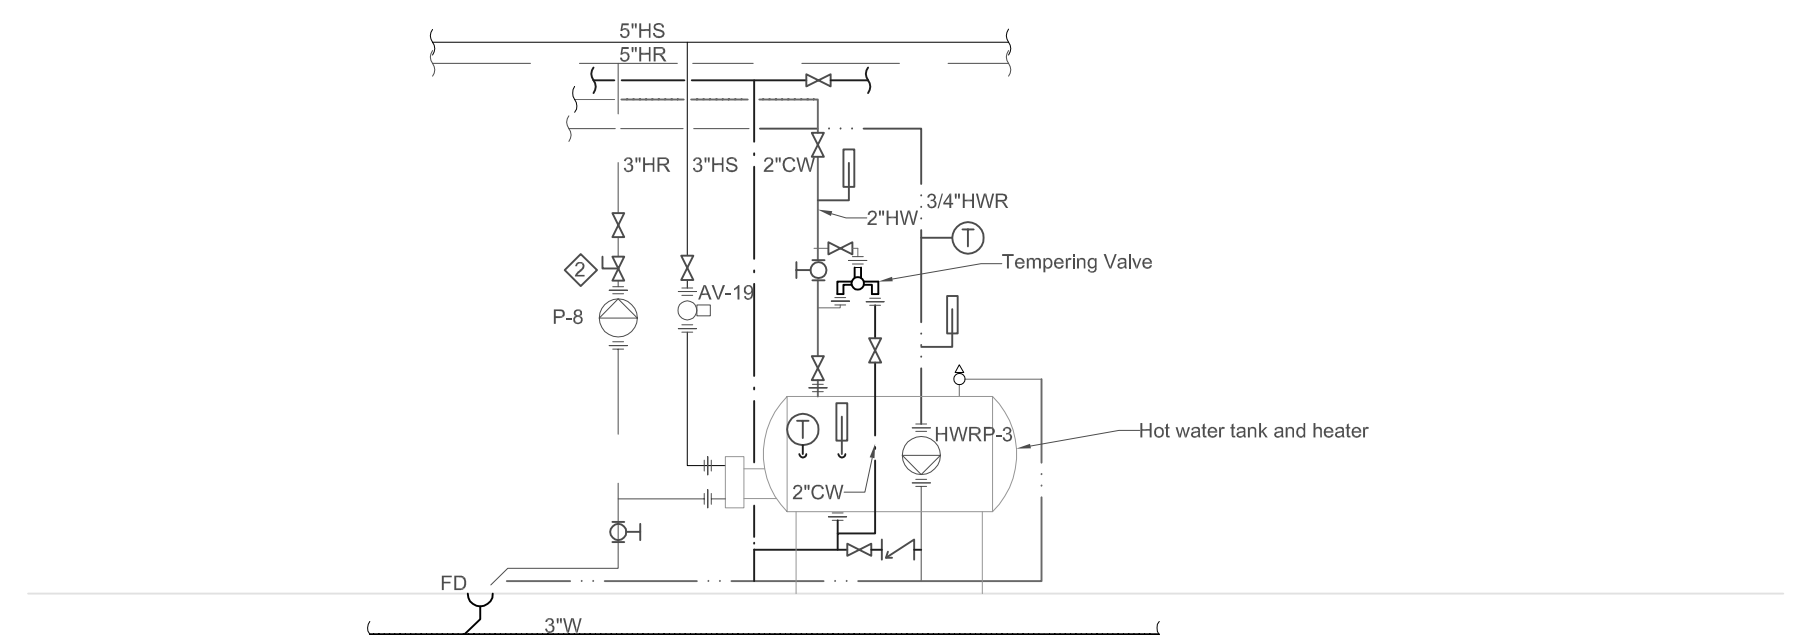 5"HS
5"HR
3"HR
3"HS
2"CW
3/4"HWR
2"HW
T
Tempering Valve
2
AV-19
P-8
T
HWRP-3
Hot water tank and heater
2"CW
FD
3"W